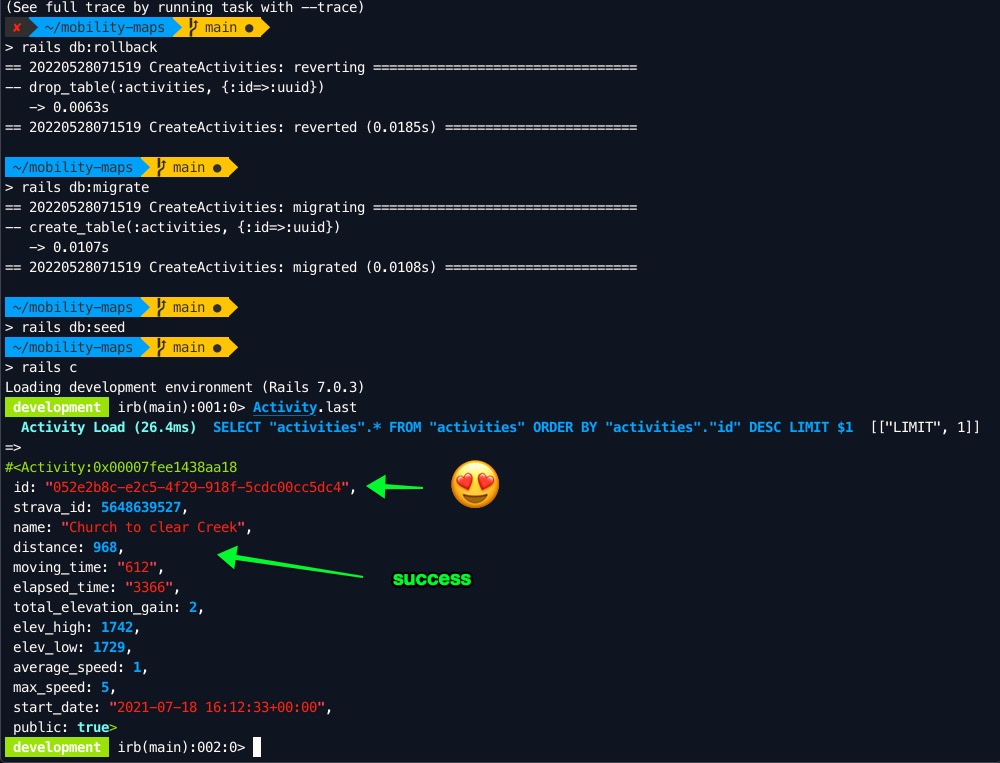 (See full trace by running task with --trace)
✘ ~/mobility-maps main ●
> rails db:rollback
== 20220528071519 CreateActivities: reverting =================================
-- drop_table(:activities, {:id=>:uuid})
-> 0.0063s
== 20220528071519 CreateActivities: reverted (0.0185s) ========================
~/mobility-maps main ●
> rails db:migrate
== 20220528071519 CreateActivities: migrating =================================
-- create_table(:activities, {:id=>:uuid})
-> 0.0107s
== 20220528071519 CreateActivities: migrated (0.0108s) ========================
~/mobility-maps main ●
> rails db:seed
~/mobility-maps main ●
> rails c
Loading development environment (Rails 7.0.3)
development irb(main):001:0> Activity.last
Activity Load (26.4ms) SELECT "activities".* FROM "activities" ORDER BY "activities"."id" DESC LIMIT $1 [["LIMIT", 1]]
=>
#<Activity:0x00007fee1438aa18
id: "052e2b8c-e2c5-4f29-918f-5cdc00cc5dc4",
strava_id: 5648639527,
name: "Church to clear Creek",
distance: 968,
moving_time: "612",
success
elapsed_time: "3366",
total_elevation_gain: 2,
elev_high: 1742,
elev_low: 1729,
average_speed: 1,
max_speed: 5,
start_date: "2021-07-18 16:12:33+00:00",
public: true>
development irb(main):002:0>